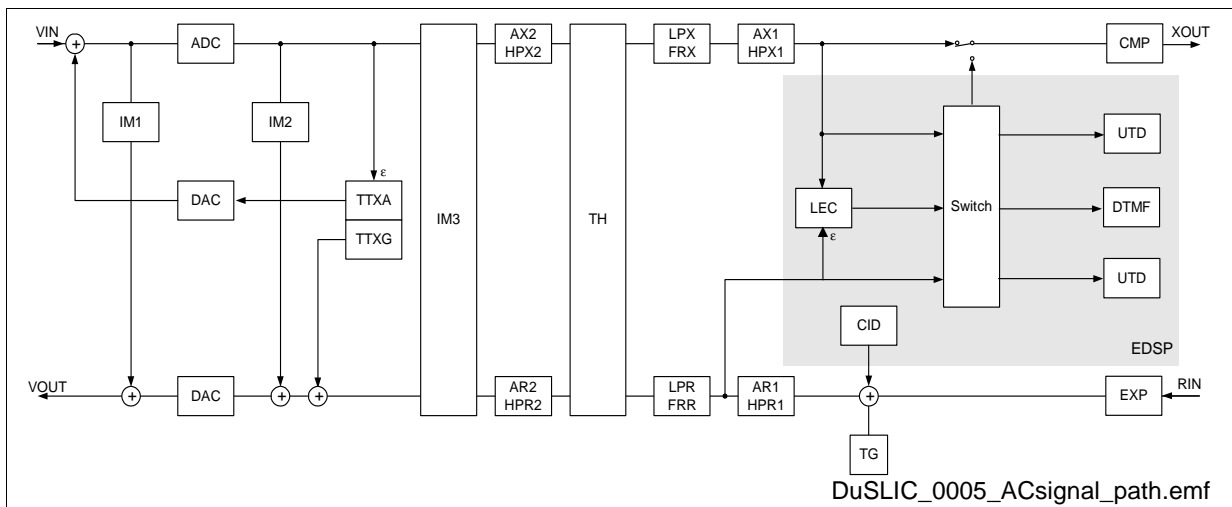 VIN
+
ADC
AX2
HPX2
LPX
FRX
AX1
HPX1
CMP
XOUT
IM1
IM2
UTD
ε
DAC
TTXA
TTXG
IM3
TH
LEC
ε
Switch
DTMF
UTD
CID
EDSP
VOUT
+
DAC
+
+
AR2
HPR2
LPR
FRR
AR1
HPR1
+
EXP
RIN
TG
DuSLIC_0005_ACsignal_path.emf